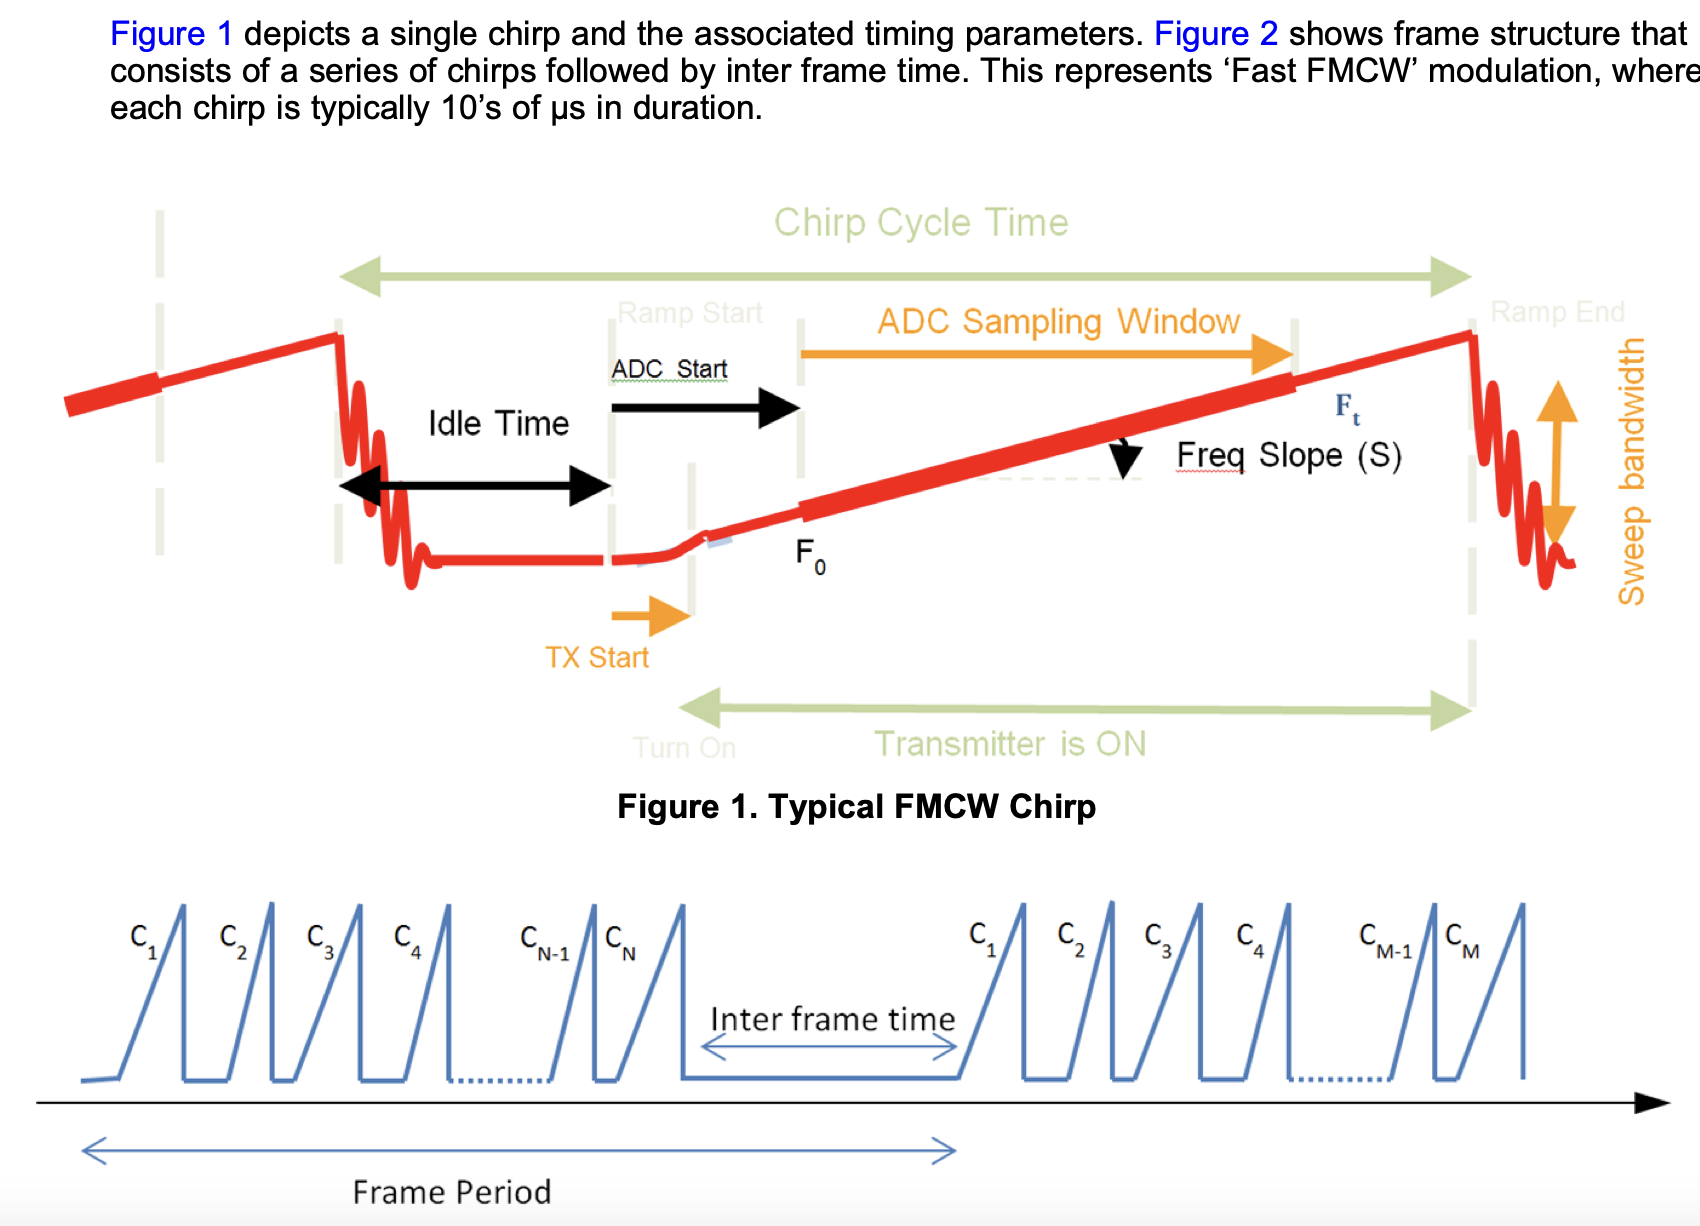 Figure 1 depicts a single chirp and the associated timing parameters. Figure 2 shows frame structure that
consists of a series of chirps followed by inter frame time. This represents ‘Fast FMCW’ modulation, where
each chirp is typically 10’s of µs in duration.
Chirp Cycle Time
Ramp Start
ADC Sampling Window
Ramp End
ADC Start
Idle Time
Ft
Freq Slope (S)
Sweep bandwidth
F0
TX Start
Turn On
Transmitter is ON
Figure 1. Typical FMCW Chirp
C1 C2 C3 C4 CN-1 CN C1 C2 C3 C4 CM-1 CM
Inter frame time
Frame Period